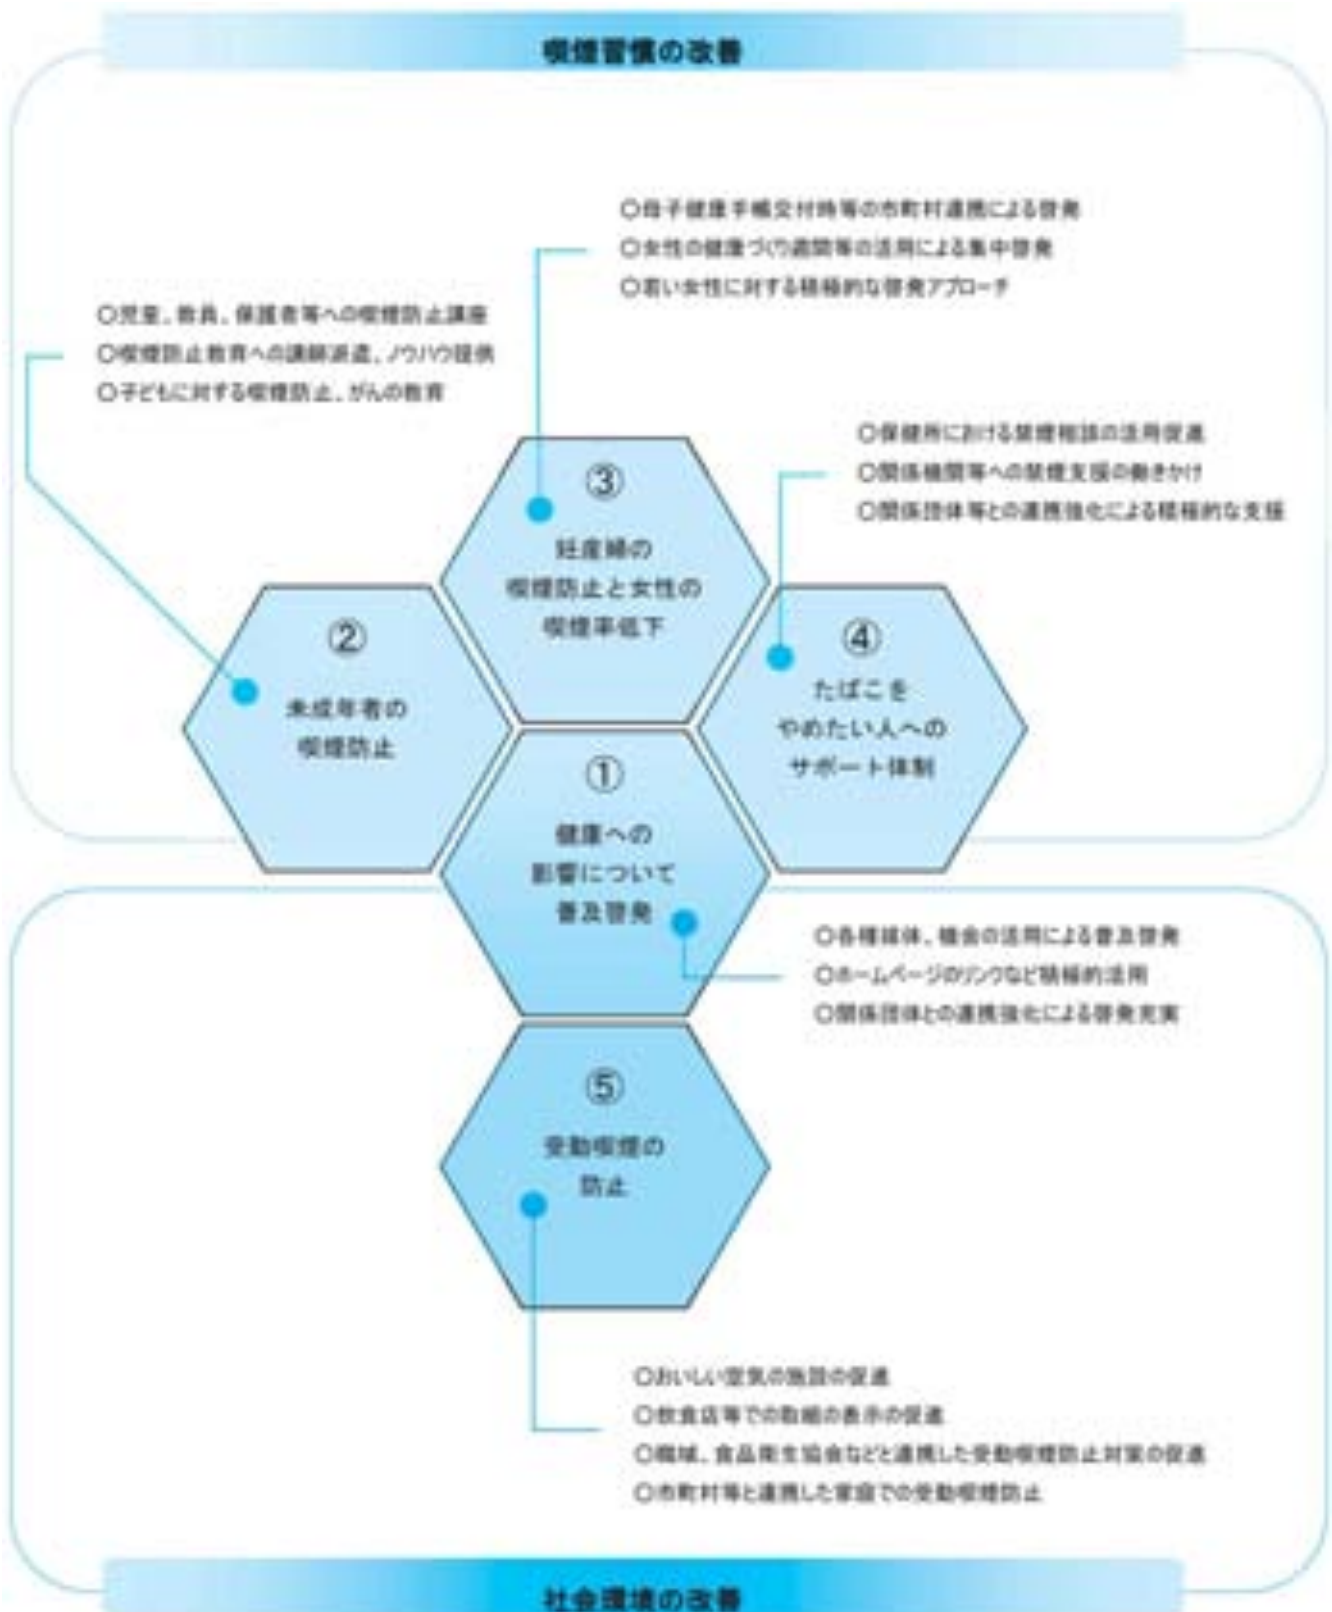 喫煙習慣の改善
○母子健康手帳交付時等の市町村連携による啓発
○女性の健康づくり週間等の活用による集中啓発
○若い女性に対する積極的な啓発アプローチ
○児童、教員、保護者等への喫煙防止講座
○喫煙防止教育への講師派遣、ノウハウ提供
○子どもに対する喫煙防止、がんの教育
○保健所における禁煙相談の活用促進
○関係機関等への禁煙支援の働きかけ
○関係団体等との連携強化による積極的な支援
③
妊産婦の
喫煙防止と女性の
喫煙率低下
②
未成年者の
喫煙防止
④
たばこを
やめたい人への
サポート体制
①
健康への
影響について
普及啓発
○各種媒体、機会の活用による普及啓発
○ホームページのリンクなど積極的活用
○関係団体との連携強化による啓発充実
⑤
受動喫煙の
防止
○おいしい空気の施設の促進
○飲食店等での取組の表示の促進
○職域、食品衛生協会などと連携した受動喫煙防止対策の促進
○市町村等と連携した家庭での受動喫煙防止
社会環境の改善